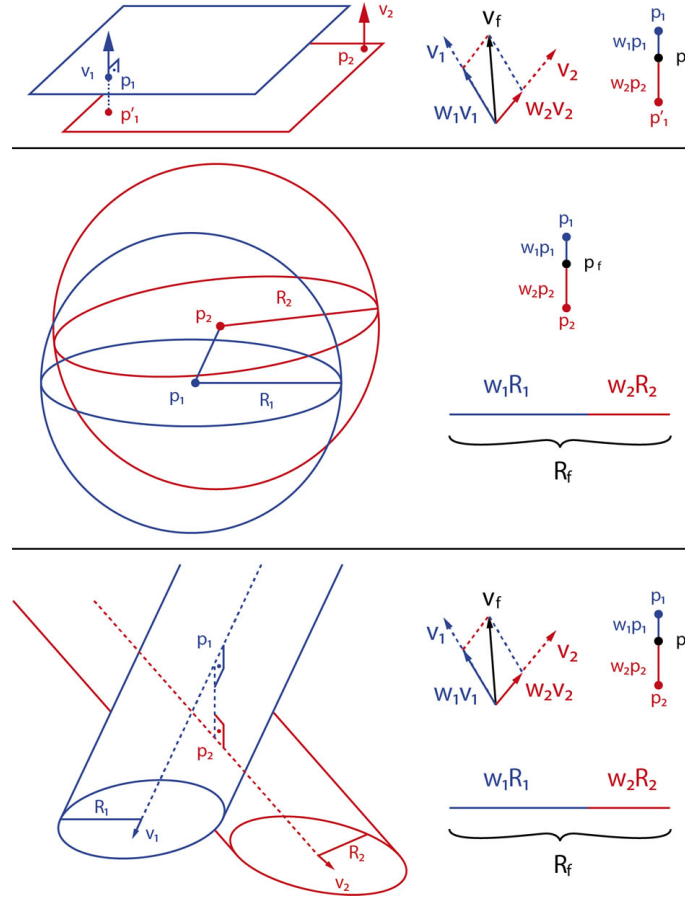 v₁
p₁
p'₁
v₂
p₂
v₁
v_f
v₂
w₁v₁
w₂v₂
p₁
w₁p₁
p
w₂p₂
p'₁
R₂
p₂
p₁
R₁
p₁
w₁p₁
p_f
w₂p₂
p₂
w₁R₁
w₂R₂
R_f
p₁
p₂
R₁
v₁
R₂
v₂
v₁
v_f
v₂
w₁v₁
w₂v₂
p₁
w₁p₁
p
w₂p₂
p₂
w₁R₁
w₂R₂
R_f